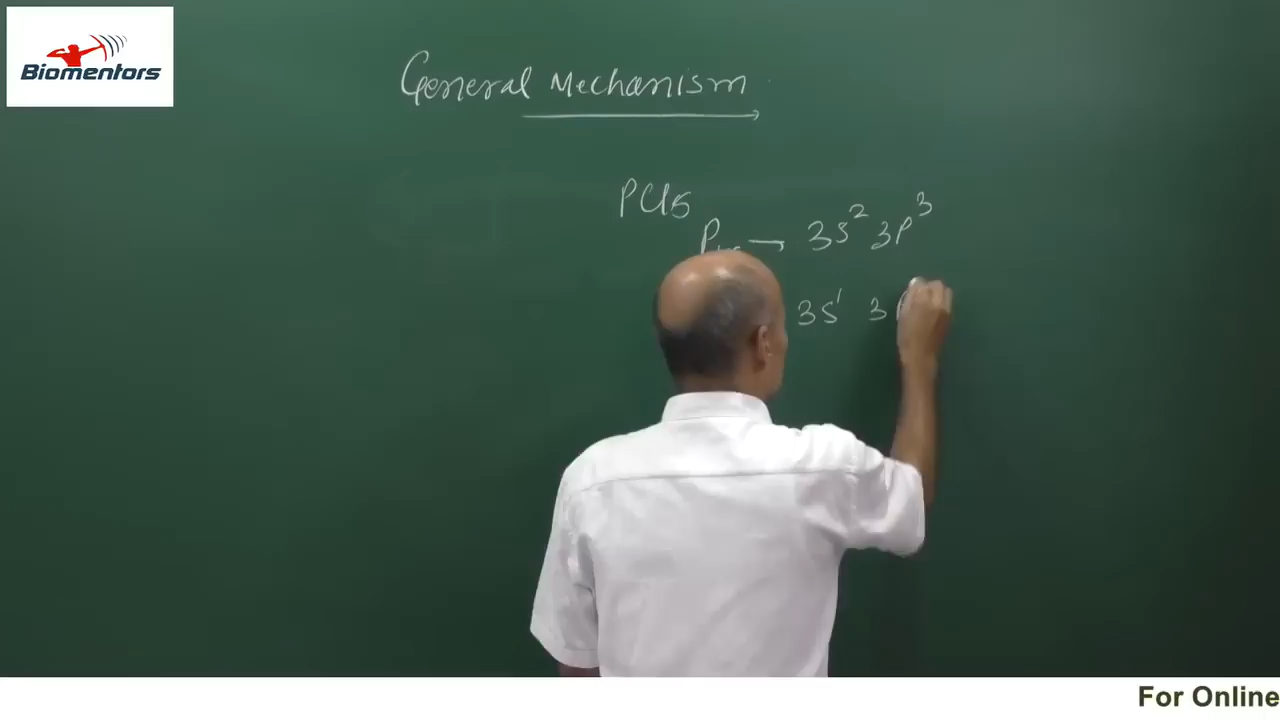 Biomentors
General Mechanism
PCl5
P → 3S² 3P³
3S¹ 3
For Online